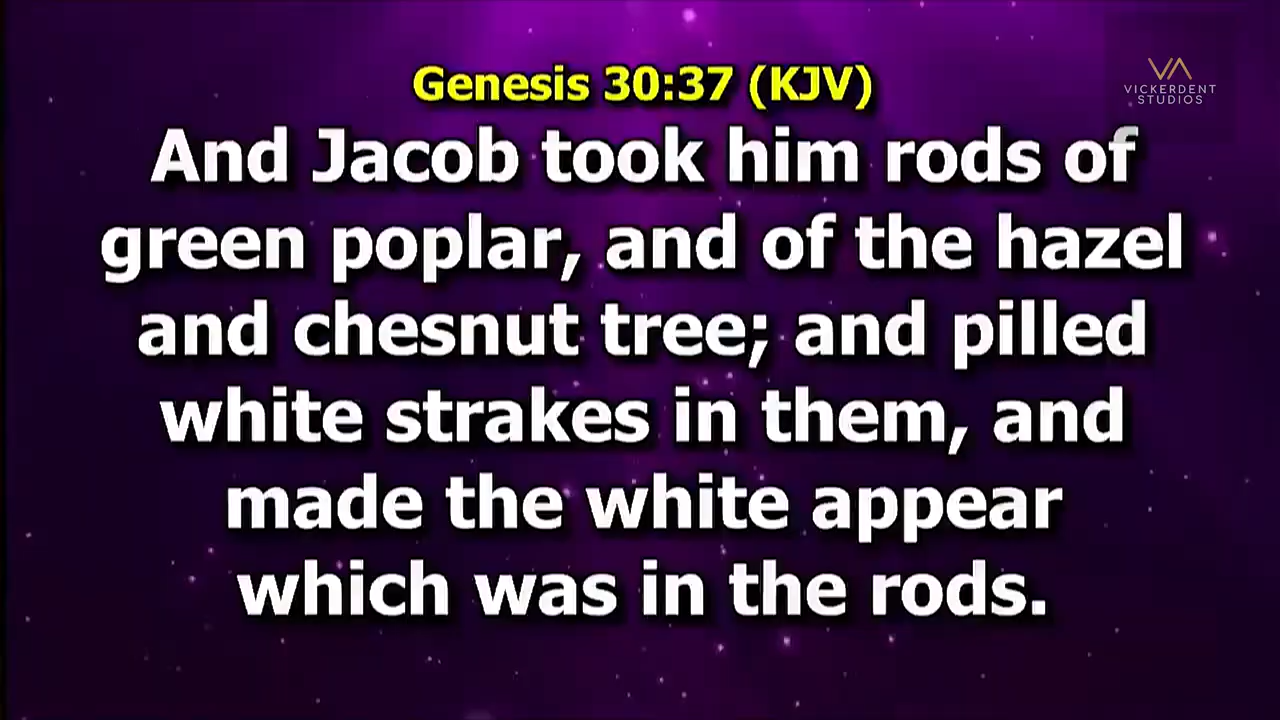 Genesis 30:37 (KJV)
VICKERDENT
STUDIOS
And Jacob took him rods of
green poplar, and of the hazel
and chesnut tree; and pilled
white strakes in them, and
made the white appear
which was in the rods.